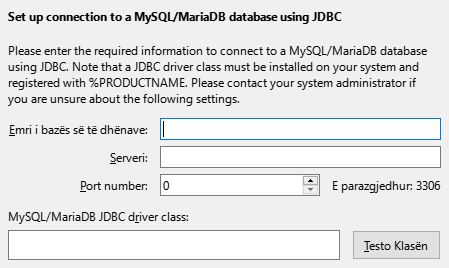 Set up connection to a MySQL/MariaDB database using JDBC
Please enter the required information to connect to a MySQL/MariaDB database
using JDBC. Note that a JDBC driver class must be installed on your system and
registered with %PRODUCTNAME. Please contact your system administrator if
you are unsure about the following settings.
Emri i bazës së të dhënave:
Serveri:
Port number: 0 E parazgjedhur: 3306
MySQL/MariaDB JDBC driver class:
Testo Klasën